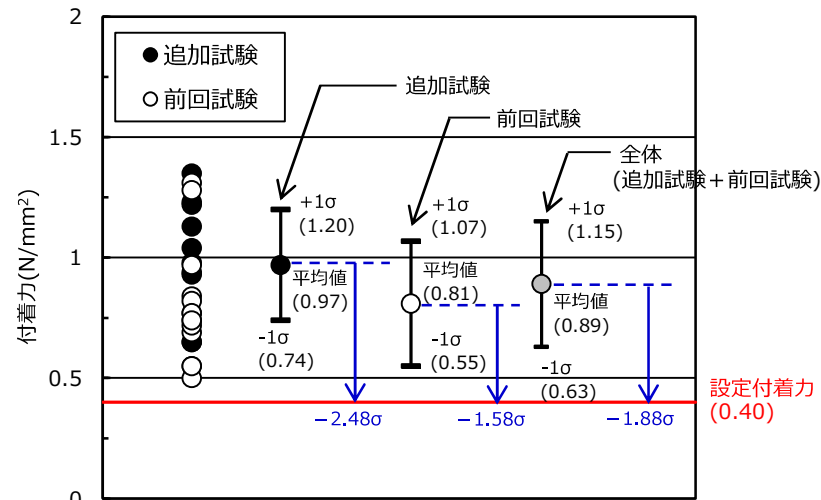 2
追加試験
前回試験
追加試験
前回試験
全体
(追加試験+前回試験)
1.5
+1σ
(1.20)
+1σ
(1.07)
+1σ
(1.15)
付着力(N/mm²)
1
平均値
(0.97)
平均値
(0.81)
平均値
(0.89)
-1σ
(0.74)
-1σ
(0.55)
-1σ
(0.63)
0.5
設定付着力
(0.40)
−2.48σ
−1.58σ
−1.88σ
0